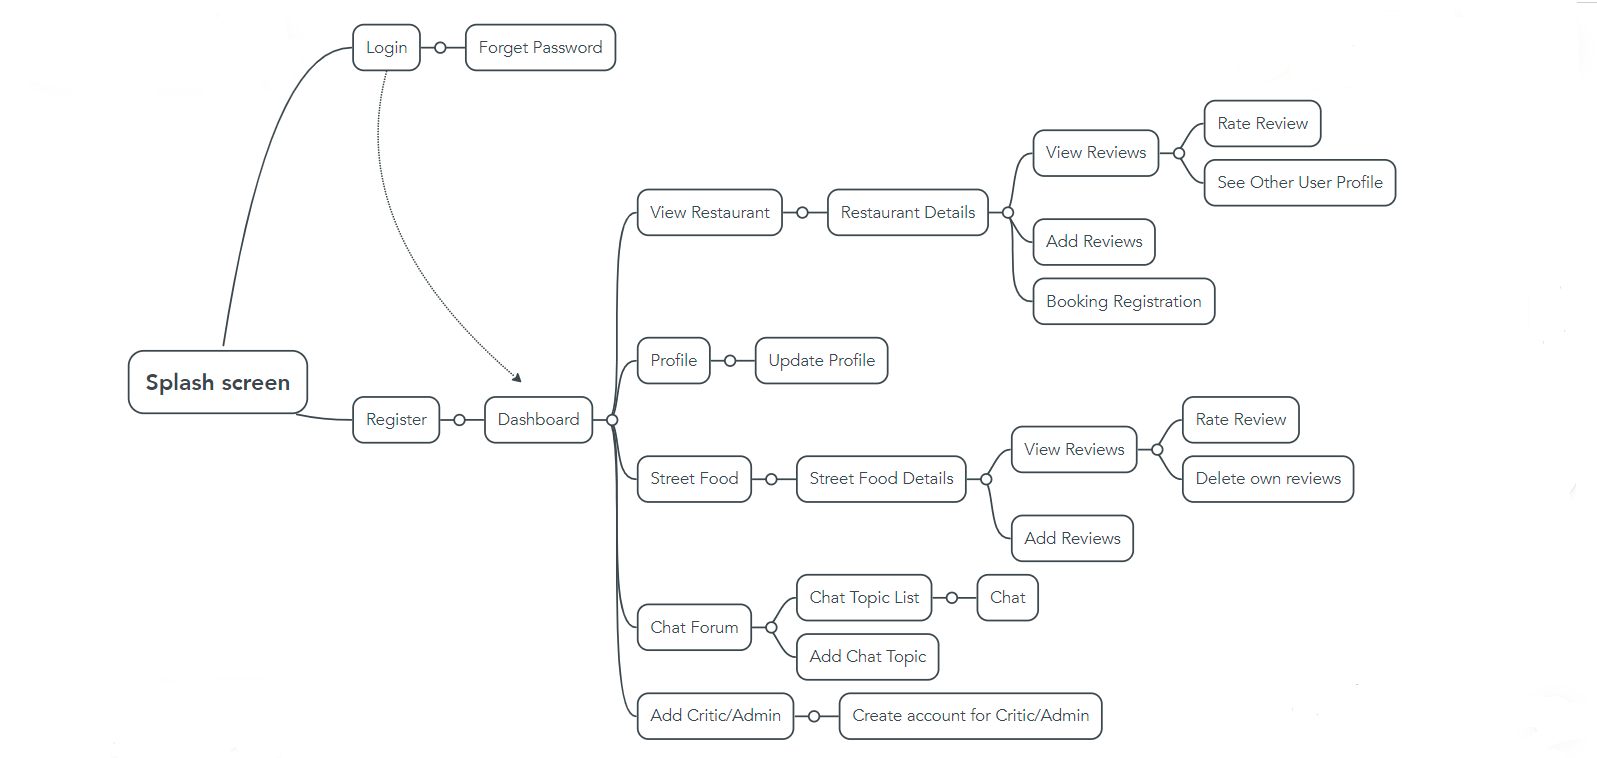 Login
Forget Password
Rate Review
View Reviews
See Other User Profile
View Restaurant
Restaurant Details
Add Reviews
Booking Registration
Splash screen
Profile
Update Profile
Register
Dashboard
Rate Review
View Reviews
Street Food
Street Food Details
Delete own reviews
Add Reviews
Chat Topic List
Chat
Chat Forum
Add Chat Topic
Add Critic/Admin
Create account for Critic/Admin